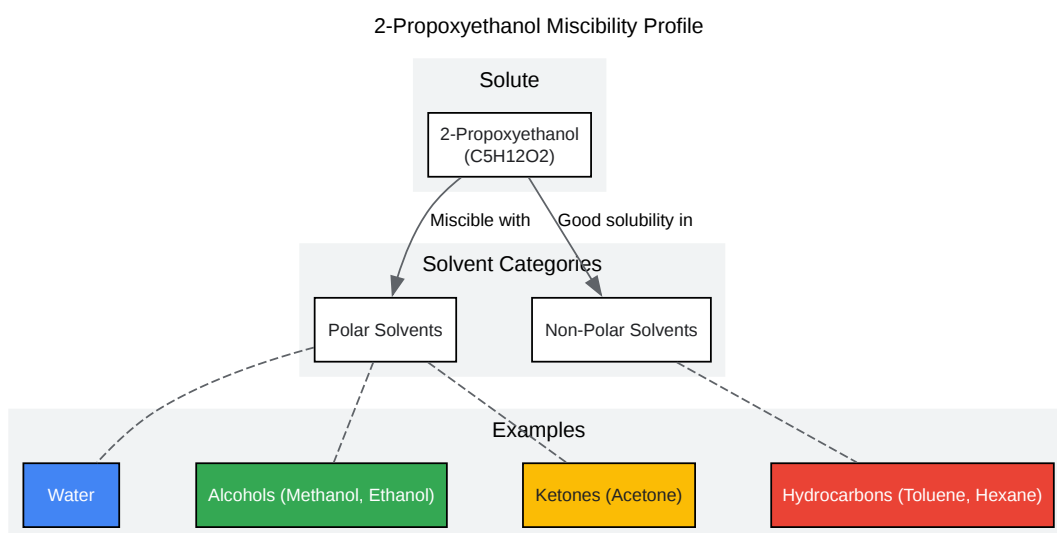 2-Propoxyethanol Miscibility Profile
Solute
2-Propoxyethanol
(C5H12O2)
Miscible with
Good solubility in
Solvent Categories
Polar Solvents
Non-Polar Solvents
Examples
Water
Alcohols (Methanol, Ethanol)
Ketones (Acetone)
Hydrocarbons (Toluene, Hexane)